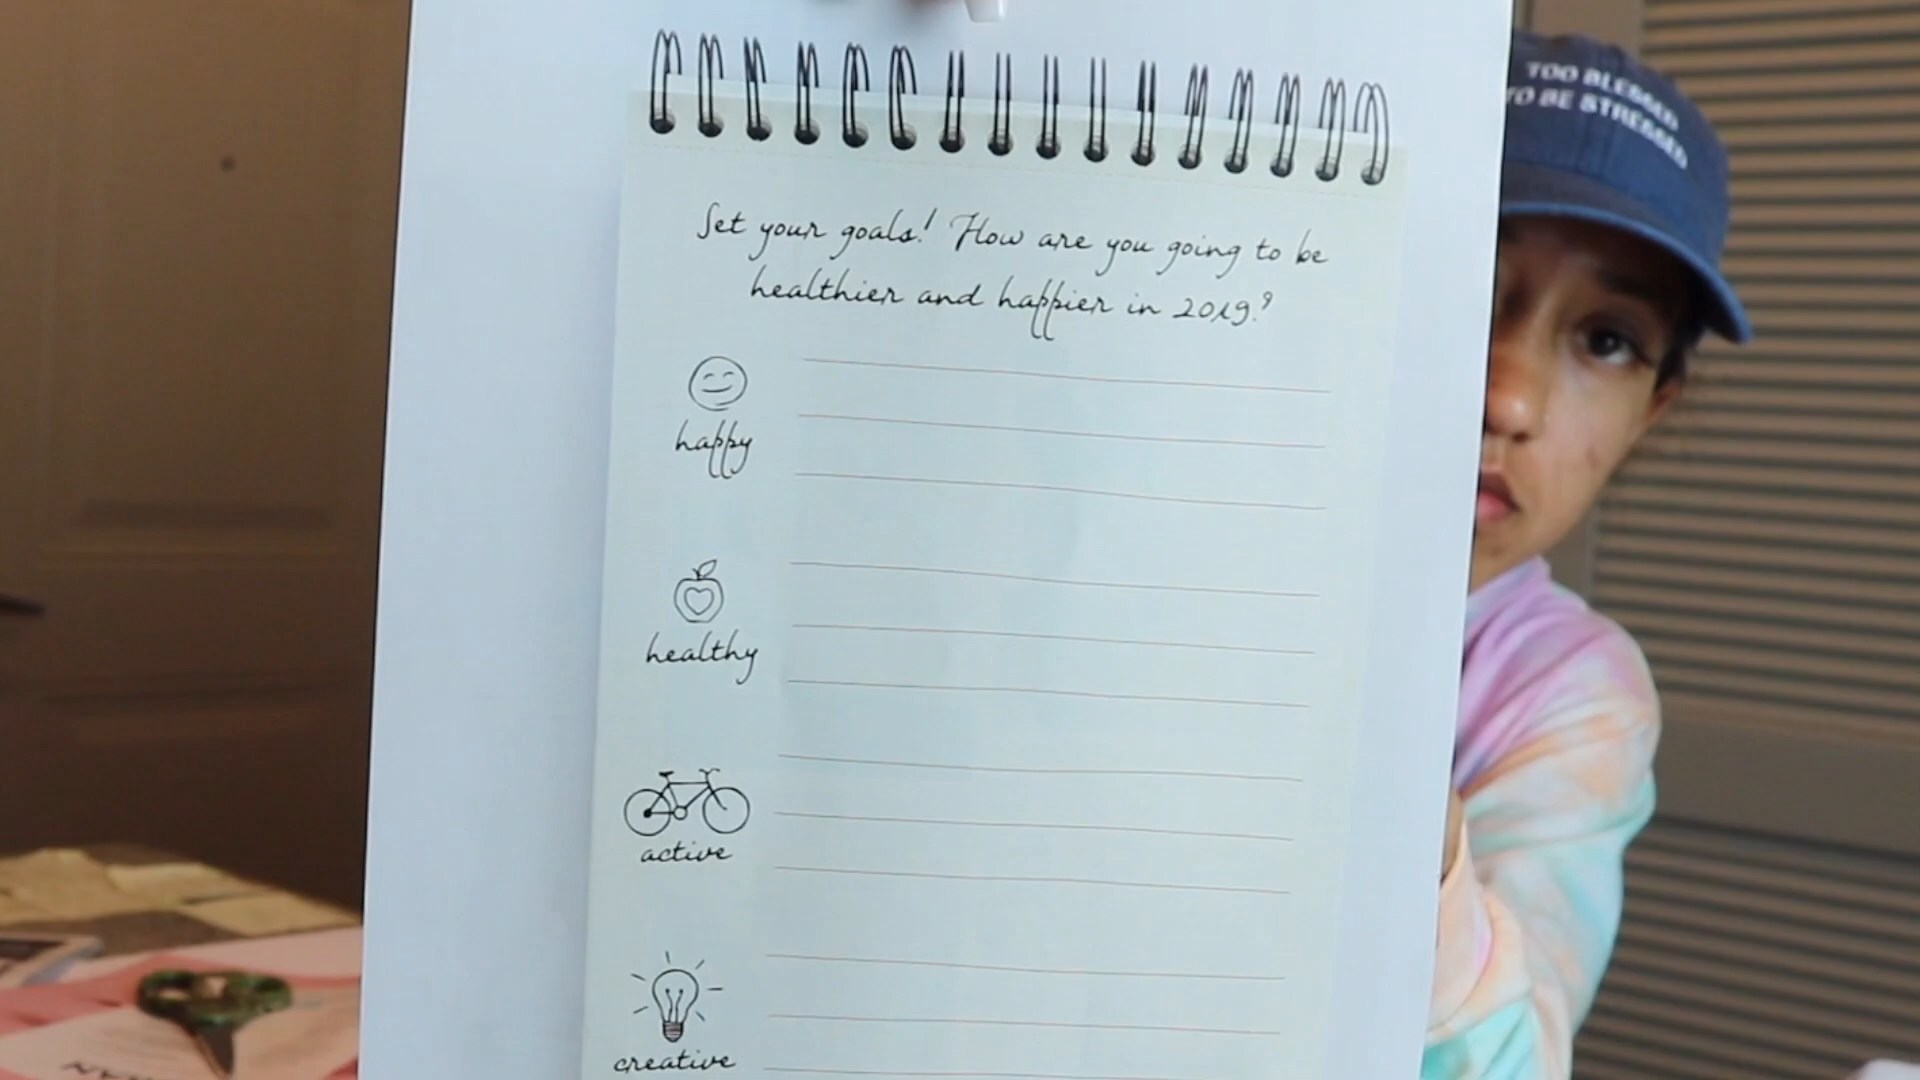 TOO BLESSED
TO BE STRESSED
Set your goals! How are you going to be
healthier and happier in 2019?
happy
healthy
active
creative